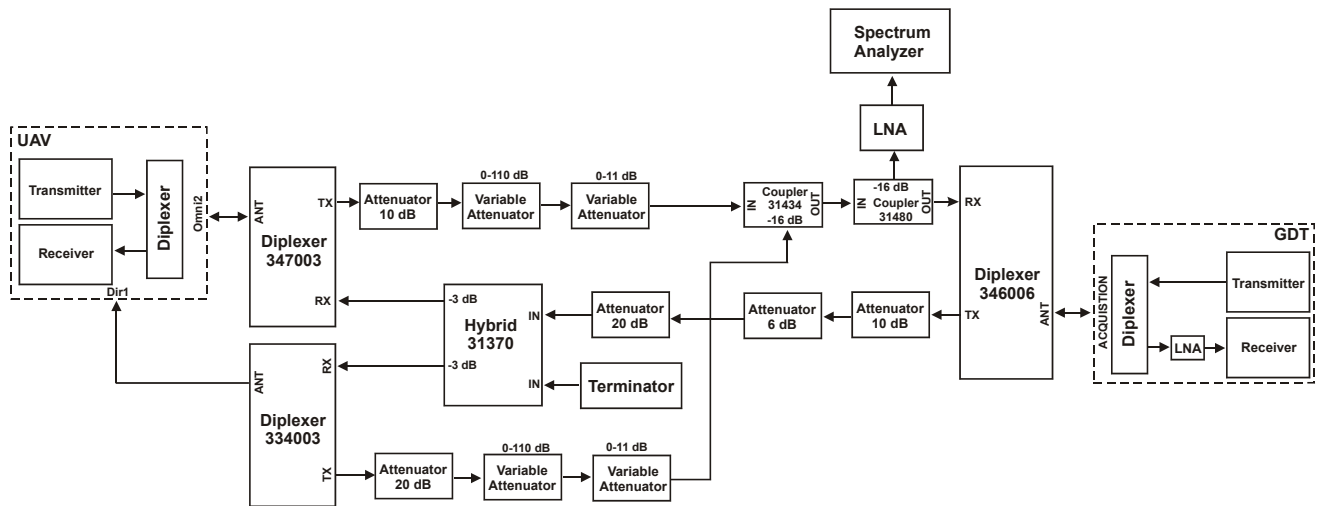 Spectrum
Analyzer
LNA
UAV
Transmitter
Receiver
Diplexer
Omni2
Dir1
ANT
TX
RX
Diplexer
347003
Attenuator
10 dB
0-110 dB
Variable
Attenuator
0-11 dB
Variable
Attenuator
IN
Coupler
31434
-16 dB
OUT
IN
-16 dB
Coupler
31480
OUT
RX
TX
ANT
Diplexer
346006
GDT
ACQUISTION
Diplexer
Transmitter
LNA
Receiver
-3 dB
-3 dB
Hybrid
31370
IN
IN
Attenuator
20 dB
Attenuator
6 dB
Attenuator
10 dB
Terminator
ANT
RX
TX
Diplexer
334003
Attenuator
20 dB
0-110 dB
Variable
Attenuator
0-11 dB
Variable
Attenuator